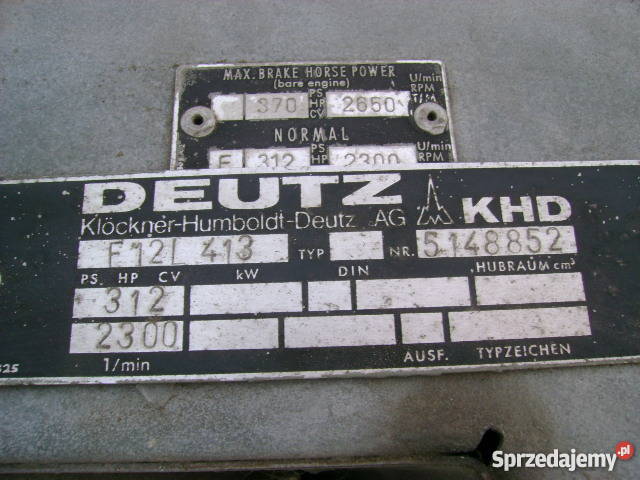 MAX. BRAKE HORSE POWER
(bare engine)
370 PS HP CV 2650 U/min RPM T/M
NORMAL
F 312 PS HP 2300 U/min RPM
DEUTZ KHD
Klöckner-Humboldt-Deutz AG
F12L 413 TYP NR. 5148852
PS. HP CV kW DIN HUBRAUM cm³
312
2300
1/min AUSF. TYPZEICHEN
Sprzedajemy.pl